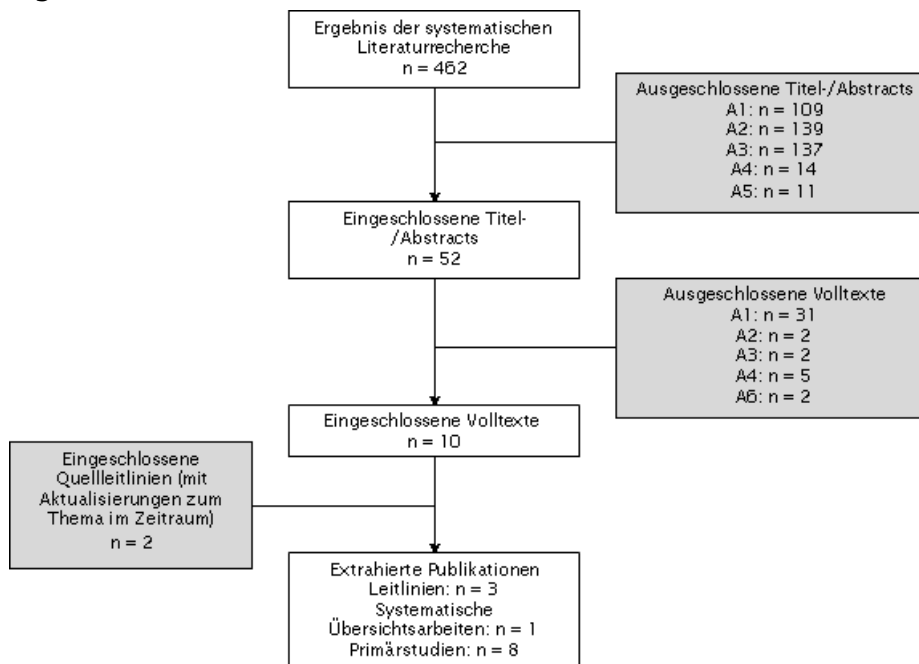 Ergebnis der systematischen
Literaturrecherche
n = 462
Ausgeschlossene Titel-/Abstracts
A1: n = 109
A2: n = 139
A3: n = 137
A4: n = 14
A5: n = 11
Eingeschlossene Titel-
/Abstracts
n = 52
Ausgeschlossene Volltexte
A1: n = 31
A2: n = 2
A3: n = 2
A4: n = 5
A6: n = 2
Eingeschlossene Volltexte
n = 10
Eingeschlossene
Quellleitlinien (mit
Aktualisierungen zum
Thema im Zeitraum)
n = 2
Extrahierte Publikationen
Leitlinien: n = 3
Systematische
Übersichtsarbeiten: n = 1
Primärstudien: n = 8